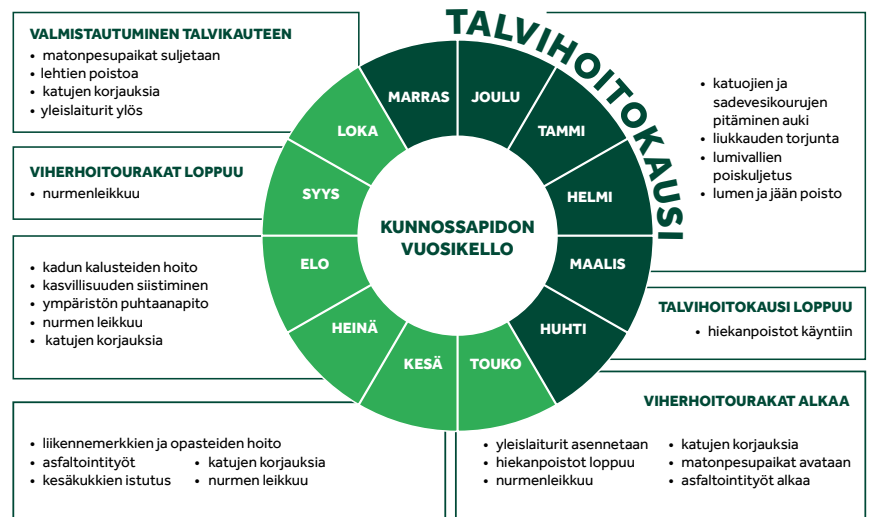 TALVIHOITOKAUSI
VALMISTAUTUMINEN TALVIKAUTEEN
• matonpesupaikat suljetaan
• lehtien poistoa
• katujen korjauksia
• yleislaiturit ylös
VIHERHOITOURAKAT LOPPUU
• nurmenleikkuu
• kadun kalusteiden hoito
• kasvillisuuden siistiminen
• ympäristön puhtaanapito
• nurmen leikkuu
• katujen korjauksia
• liikennemerkkien ja opasteiden hoito
• asfaltointityöt
• kesäkukkien istutus
• katujen korjauksia
• nurmen leikkuu
KUNNOSSAPIDON
VUOSIKELLO
JOULU
TAMMI
HELMI
MAALIS
HUHTI
TOUKO
KESÄ
HEINÄ
ELO
SYYS
LOKA
MARRAS
• katuojien ja
sadevesikourujen
pitäminen auki
• liukkauden torjunta
• lumivallien
poiskuljetus
• lumen ja jään poisto
TALVIHOITOKAUSI LOPPUU
• hiekanpoistot käyntiin
VIHERHOITOURAKAT ALKAA
• yleislaiturit asennetaan
• hiekanpoistot loppuu
• nurmenleikkuu
• katujen korjauksia
• matonpesupaikat avataan
• asfaltointityöt alkaa